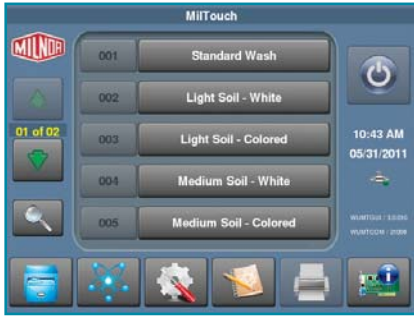 MilTouch
MILNOR
001 Standard Wash
002 Light Soil - White
01 of 02
003 Light Soil - Colored
10:43 AM
05/31/2011
004 Medium Soil - White
005 Medium Soil - Colored